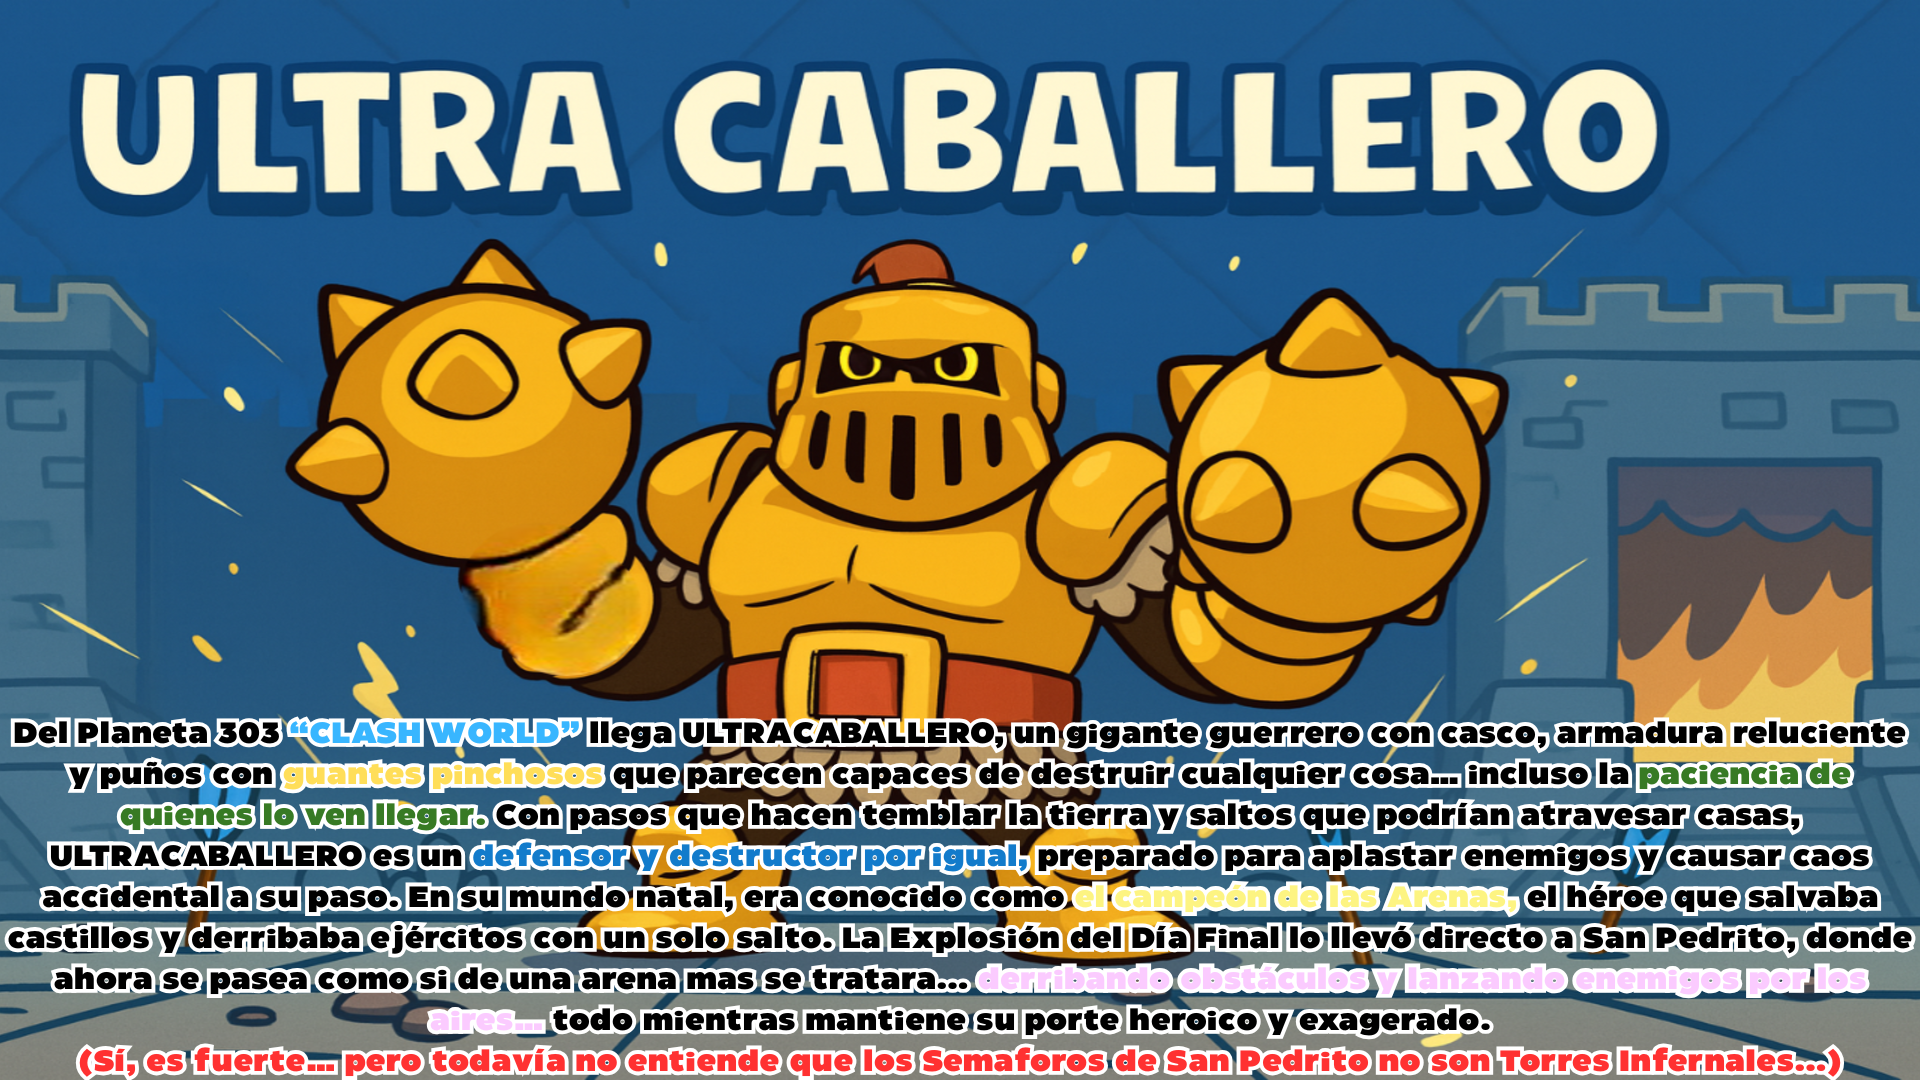 ULTRA CABALLERO
Del Planeta 303 “CLASH WORLD” llega ULTRACABALLERO, un gigante guerrero con casco, armadura reluciente
y puños con guantes pinchosos que parecen capaces de destruir cualquier cosa... incluso la paciencia de
quienes lo ven llegar. Con pasos que hacen temblar la tierra y saltos que podrían atravesar casas,
ULTRACABALLERO es un defensor y destructor por igual, preparado para aplastar enemigos y causar caos
accidental a su paso. En su mundo natal, era conocido como el campeón de las Arenas, el héroe que salvaba
castillos y derribaba ejércitos con un solo salto. La Explosión del Día Final lo llevó directo a San Pedrito, donde
ahora se pasea como si de una arena mas se tratara... derribando obstáculos y lanzando enemigos por los
aires... todo mientras mantiene su porte heroico y exagerado.
(Sí, es fuerte... pero todavía no entiende que los Semaforos de San Pedrito no son Torres Infernales...)